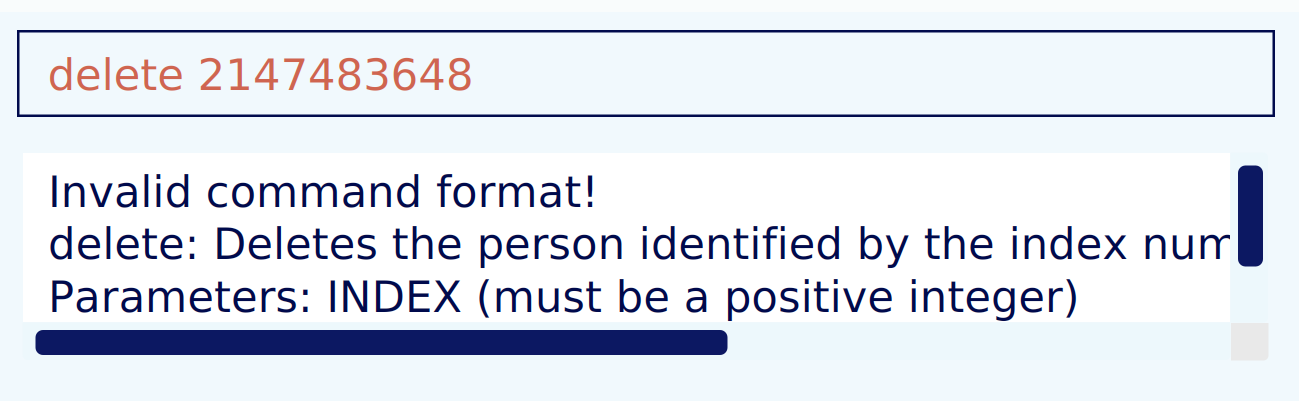 delete 2147483648
Invalid command format!
delete: Deletes the person identified by the index num
Parameters: INDEX (must be a positive integer)